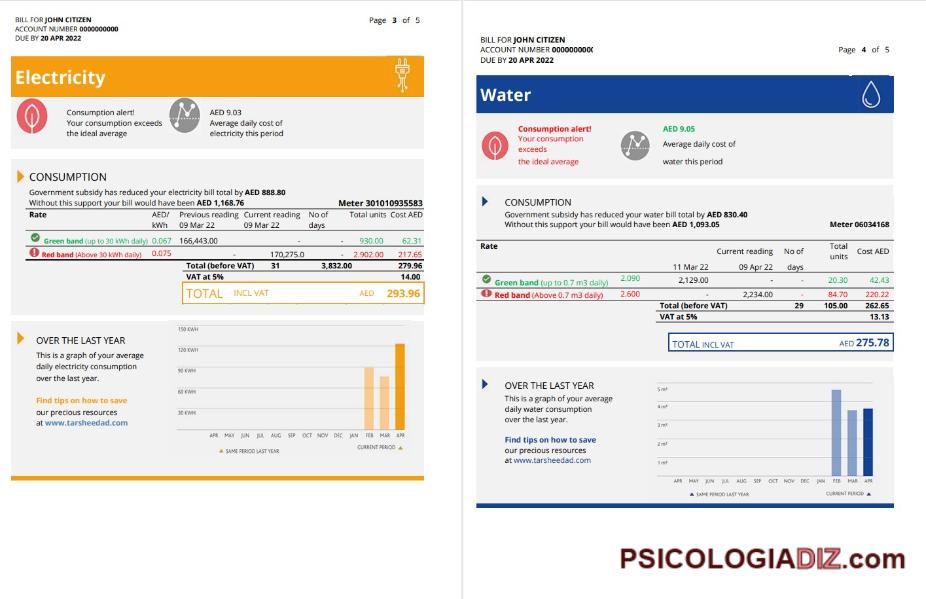 BILL FOR JOHN CITIZEN
ACCOUNT NUMBER 0000000000
DUE BY 20 APR 2022
Page 3 of 5
Electricity
Consumption alert!
Your consumption exceeds
the ideal average
AED 9.03
Average daily cost of
electricity this period
CONSUMPTION
Government subsidy has reduced your electricity bill total by AED 888.80
Without this support your bill would have been AED 1,168.76 Meter 301010935583
Rate AED/ kWh Previous reading 09 Mar 22 Current reading 09 Mar 22 No of days Total units Cost AED
Green band (up to 30 kWh daily) 0.067 166,443.00 - - 930.00 62.31
Red band (Above 30 kWh daily) 0.075 - 170,275.0 - 2.902.00 217.65
Total (before VAT) 31 3,832.00 279.96
VAT at 5% 14.00
TOTAL INCL VAT AED 293.96
OVER THE LAST YEAR
This is a graph of your average
daily electricity consumption
over the last year.
Find tips on how to save
our precious resources
at www.tarsheedad.com
150 KWH
120 KWH
90 KWH
60 KWH
30 KWH
APR MAY JUN JUL AUG SEP OCT NOV DEC JAN FEB MAR APR
SAME PERIOD LAST YEAR CURRENT PERIOD
BILL FOR JOHN CITIZEN
ACCOUNT NUMBER 0000000000
DUE BY 20 APR 2022
Page 4 of 5
Water
Consumption alert!
Your consumption
exceeds
the ideal average
AED 9.05
Average daily cost of
water this period
CONSUMPTION
Government subsidy has reduced your water bill total by AED 830.40
Without this support your bill would have been AED 1,093.05 Meter 06034168
Rate 11 Mar 22 Current reading 09 Apr 22 No of days Total units Cost AED
Green band (up to 0.7 m3 daily) 2.090 2,129.00 - - 20.30 42.43
Red band (Above 0.7 m3 daily) 2.600 - 2,234.00 - 84.70 220.22
Total (before VAT) 29 105.00 262.65
VAT at 5% 13.13
TOTAL INCL VAT AED 275.78
OVER THE LAST YEAR
This is a graph of your average
daily water consumption
over the last year.
Find tips on how to save
our precious resources
at www.tarsheedad.com
5 m³
4 m³
3 m³
2 m³
1 m³
APR MAY JUN JUL AUG SEP OCT NOV DEC JAN FEB MAR APR
SAME PERIOD LAST YEAR CURRENT PERIOD
PSICOLOGIADIZ.com